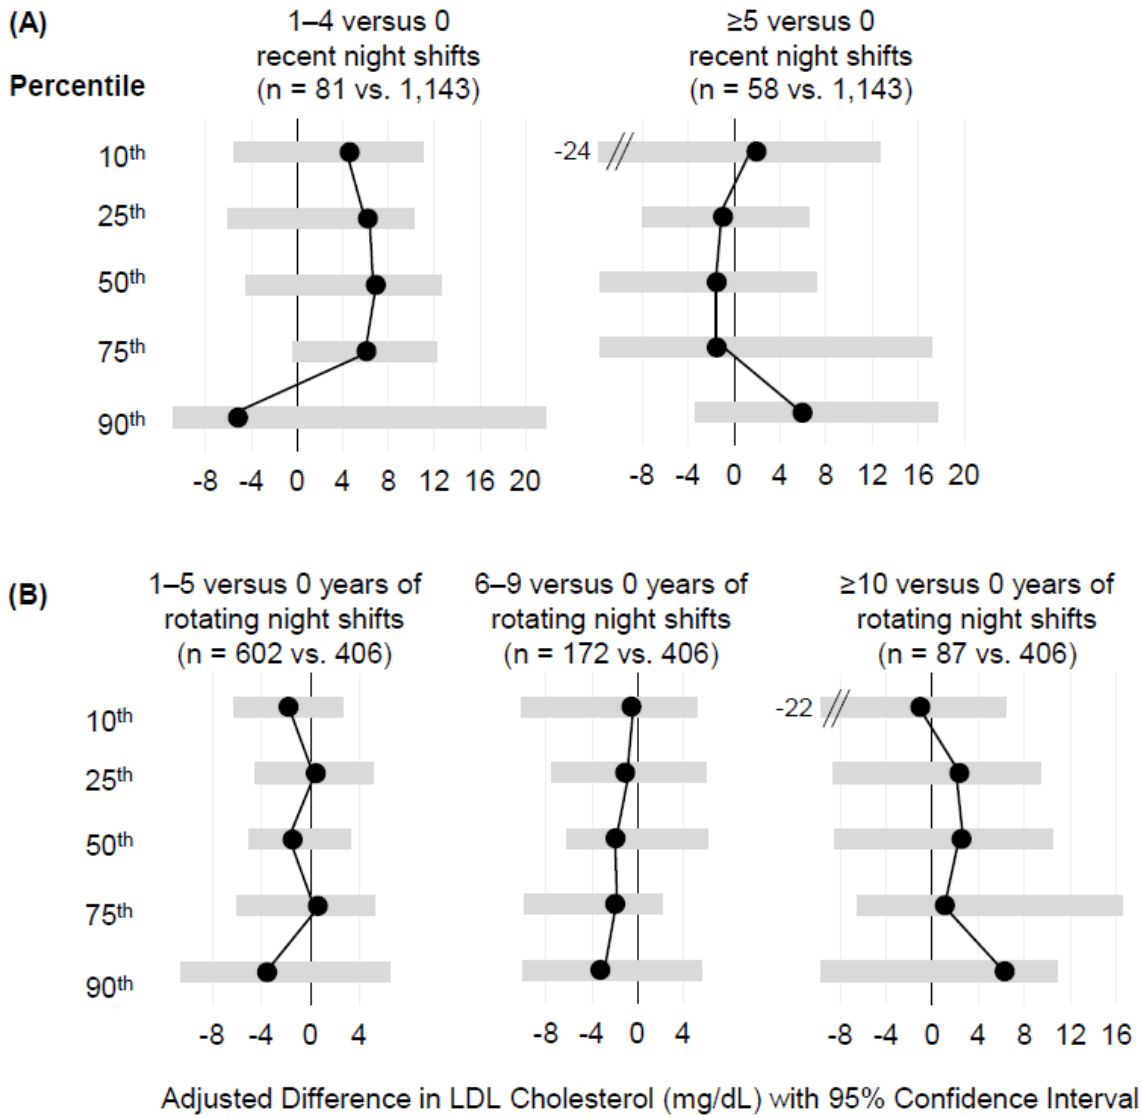 (A)
1–4 versus 0
recent night shifts
(n = 81 vs. 1,143)
≥5 versus 0
recent night shifts
(n = 58 vs. 1,143)
Percentile
10th
-24
25th
50th
75th
90th
-8 -4 0 4 8 12 16 20
-8 -4 0 4 8 12 16 20
(B)
1–5 versus 0 years of
rotating night shifts
(n = 602 vs. 406)
6–9 versus 0 years of
rotating night shifts
(n = 172 vs. 406)
≥10 versus 0 years of
rotating night shifts
(n = 87 vs. 406)
10th
-22
25th
50th
75th
90th
-8 -4 0 4
-8 -4 0 4
-8 -4 0 4 8 12 16
Adjusted Difference in LDL Cholesterol (mg/dL) with 95% Confidence Interval